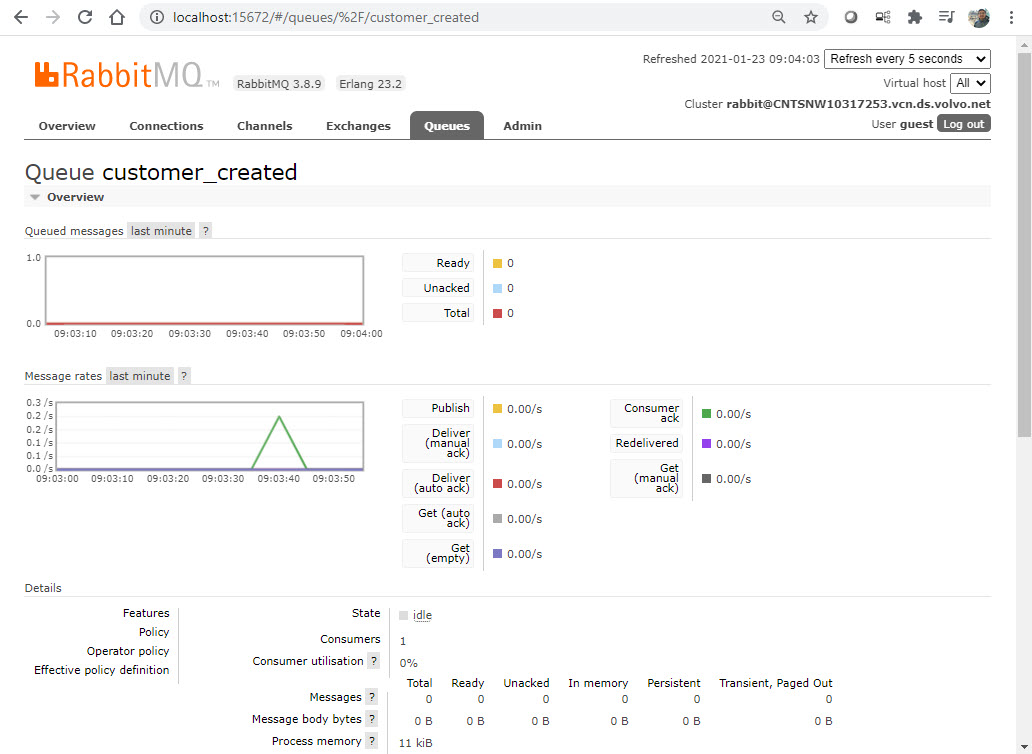 localhost:15672/#/queues/%2F/customer_created
RabbitMQ TM RabbitMQ 3.8.9 Erlang 23.2
Refreshed 2021-01-23 09:04:03 Refresh every 5 seconds
Virtual host All
Cluster rabbit@CNTSNW10317253.vcn.ds.volvo.net
User guest Log out
Overview Connections Channels Exchanges Queues Admin
Queue customer_created
Overview
Queued messages last minute ?
1.0
0.0
09:03:10 09:03:20 09:03:30 09:03:40 09:03:50 09:04:00
Ready 0
Unacked 0
Total 0
Message rates last minute ?
0.3 /s
0.2 /s
0.2 /s
0.1 /s
0.1 /s
0.0 /s
09:03:00 09:03:10 09:03:20 09:03:30 09:03:40 09:03:50
Publish 0.00/s
Deliver
(manual 0.00/s
ack)
Deliver
(auto ack) 0.00/s
Get (auto
ack) 0.00/s
Get
(empty) 0.00/s
Consumer
ack 0.00/s
Redelivered 0.00/s
Get
(manual 0.00/s
ack)
Details
Features
Policy
Operator policy
Effective policy definition
State idle
Consumers 1
Consumer utilisation ? 0%
Total Ready Unacked In memory Persistent Transient, Paged Out
Messages ? 0 0 0 0 0 0
Message body bytes ? 0 B 0 B 0 B 0 B 0 B 0 B
Process memory ? 11 kiB